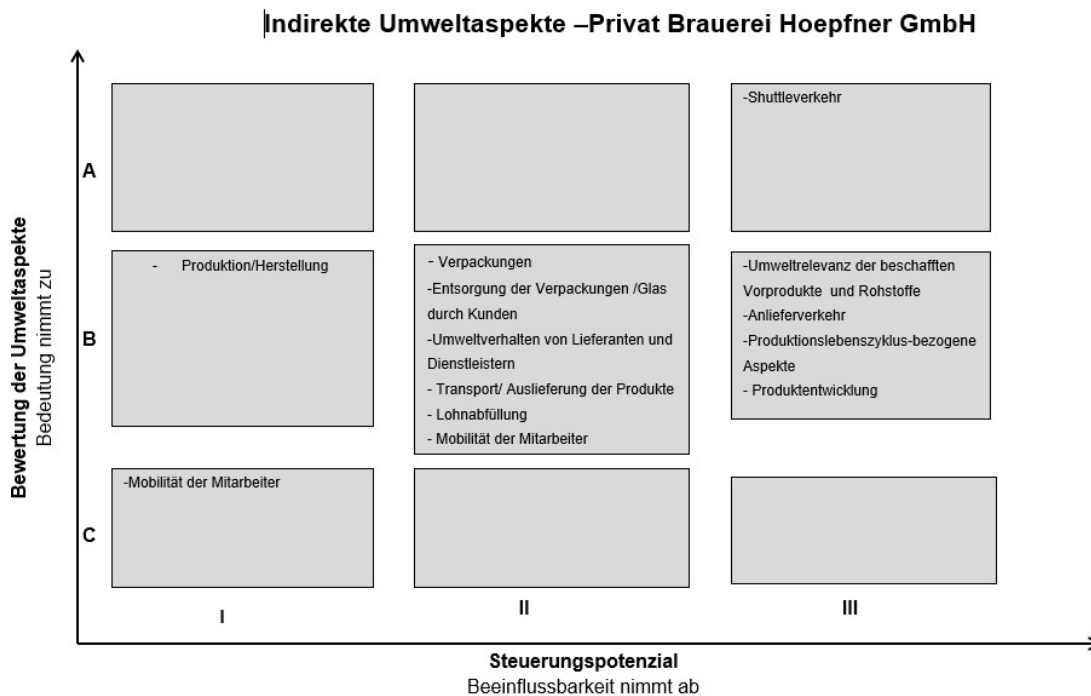 Indirekte Umweltaspekte –Privat Brauerei Hoepfner GmbH
Bewertung der Umweltaspekte
Bedeutung nimmt zu
A
-Shuttleverkehr
B
- Produktion/Herstellung
- Verpackungen
-Entsorgung der Verpackungen /Glas
durch Kunden
-Umweltverhalten von Lieferanten und
Dienstleistern
- Transport/ Auslieferung der Produkte
- Lohnabfüllung
- Mobilität der Mitarbeiter
-Umweltrelevanz der beschafften
Vorprodukte und Rohstoffe
-Anlieferverkehr
-Produktionslebenszyklus-bezogene
Aspekte
- Produktentwicklung
C
-Mobilität der Mitarbeiter
I
II
III
Steuerungspotenzial
Beeinflussbarkeit nimmt ab